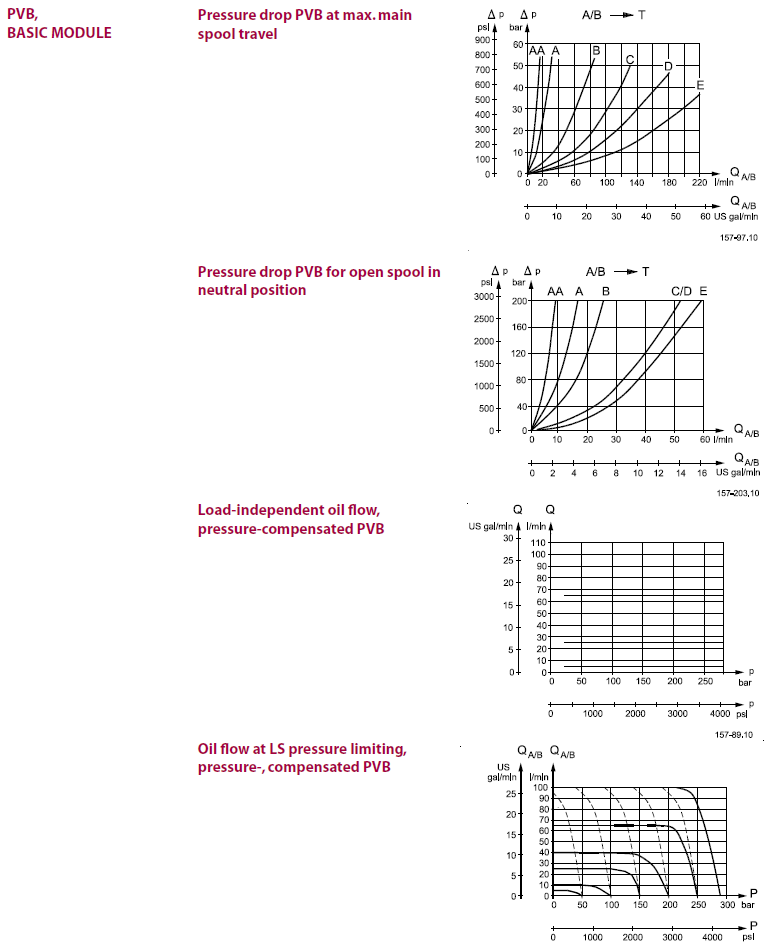 PVB,
BASIC MODULE
Pressure drop PVB at max. main
spool travel
Δ p Δ p A/B → T
psi bar
900
800
700
600
500
400
300
200
100
0
60
50
40
30
20
10
0
AA A B C D E
0 20 60 100 140 180 220 l/min Q A/B
Q A/B
0 10 20 30 40 50 60 US gal/min
157-97.10
Pressure drop PVB for open spool in
neutral position
Δ p Δ p A/B → T
psi bar
3000
2500
2000
1500
1000
500
0
200
160
120
80
40
0
AA A B C/D E
0 10 20 30 40 50 60 l/min Q A/B
Q A/B
0 2 4 6 8 10 12 14 16 US gal/min
157-203.10
Load-independent oil flow,
pressure-compensated PVB
Q Q
US gal/min l/min
30
25
20
15
10
5
0
110
100
90
80
70
60
50
40
30
20
10
0
0 50 100 150 200 250 p
bar
p
0 1000 2000 3000 4000 psi
157-89.10
Oil flow at LS pressure limiting,
pressure-, compensated PVB
Q A/B Q A/B
US
gal/min l/min
25
20
15
10
5
0
100
90
80
70
60
50
40
30
20
10
0
P
0 50 100 150 200 250 300 bar
P
0 1000 2000 3000 4000 psi